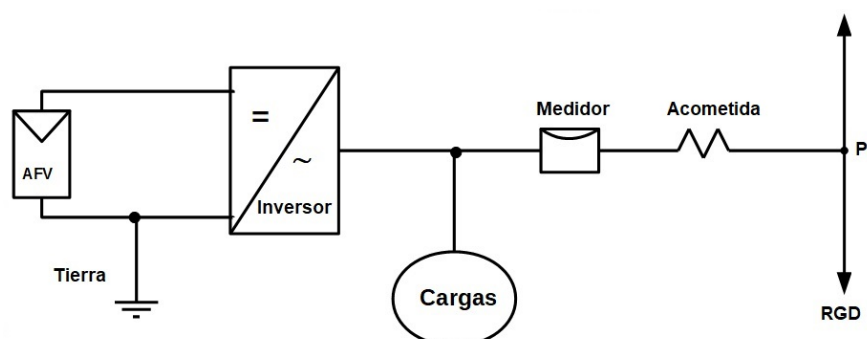 Medidor
Acometida
=
~
P
AFV
Inversor
Tierra
Cargas
RGD